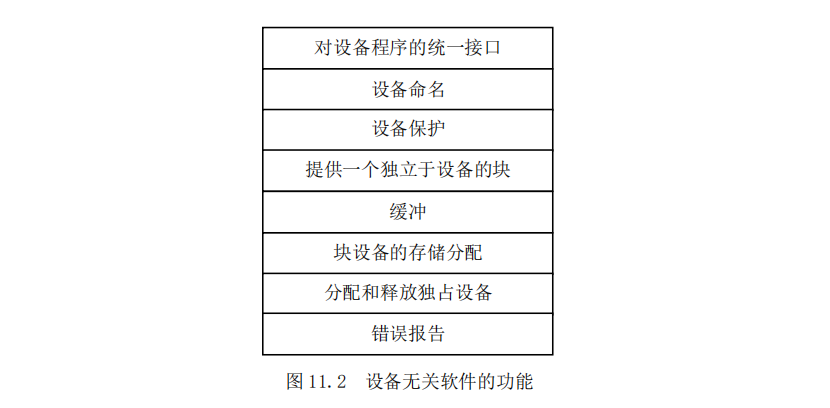 对设备程序的统一接口
设备命名
设备保护
提供一个独立于设备的块
缓冲
块设备的存储分配
分配和释放独占设备
错误报告
图 11.2 设备无关软件的功能